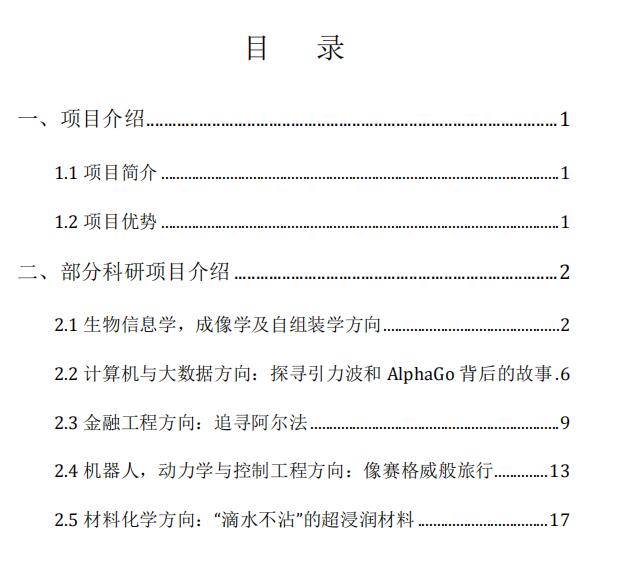 目 录
一、项目介绍........................................1
1.1 项目简介........................................1
1.2 项目优势........................................1
二、部分科研项目介绍........................................2
2.1 生物信息学，成像学及自组装学方向........................................2
2.2 计算机与大数据方向：探寻引力波和 AlphaGo 背后的故事.6
2.3 金融工程方向：追寻阿尔法........................................9
2.4 机器人，动力学与控制工程方向：像赛格威般旅行............13
2.5 材料化学方向：“滴水不沾”的超浸润材料........................17